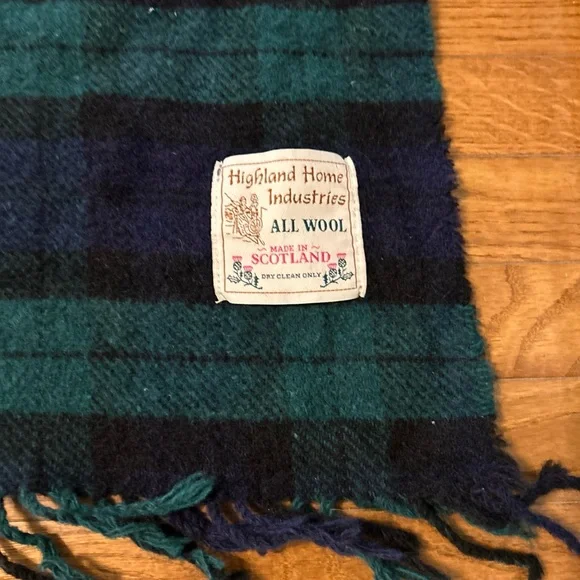 Highland Home
Industries
ALL WOOL
~ MADE IN ~
SCOTLAND
DRY CLEAN ONLY